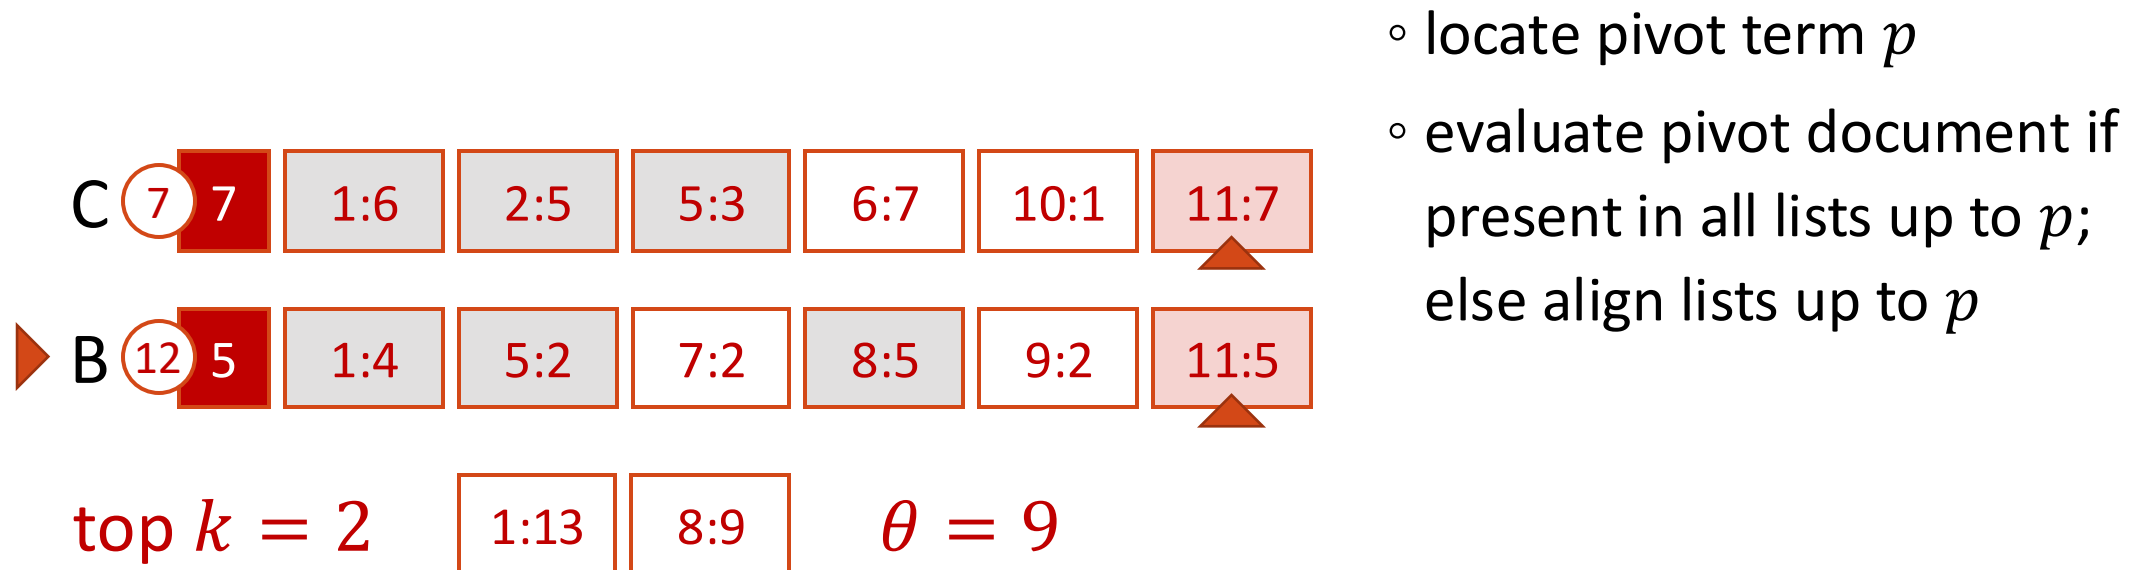 ◦ locate pivot term 𝑝
◦ evaluate pivot document if
present in all lists up to 𝑝;
else align lists up to 𝑝
C 7 7 1:6 2:5 5:3 6:7 10:1 11:7
B 12 5 1:4 5:2 7:2 8:5 9:2 11:5
top 𝑘 = 2 1:13 8:9 𝜃 = 9